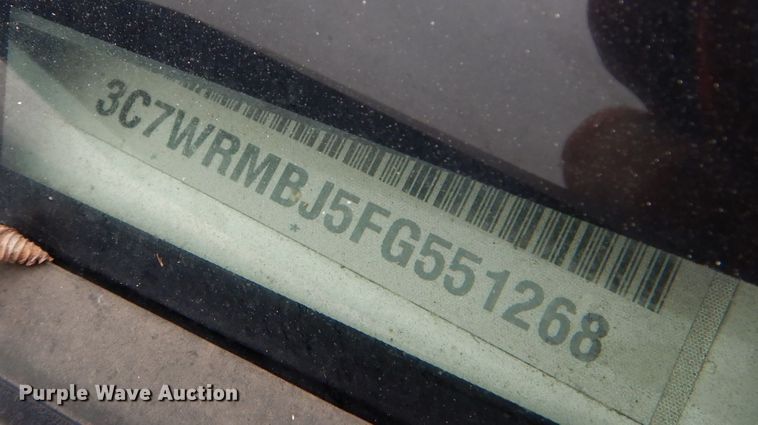 3C7WRMBJ5FG551268
*
Purple Wave Auction